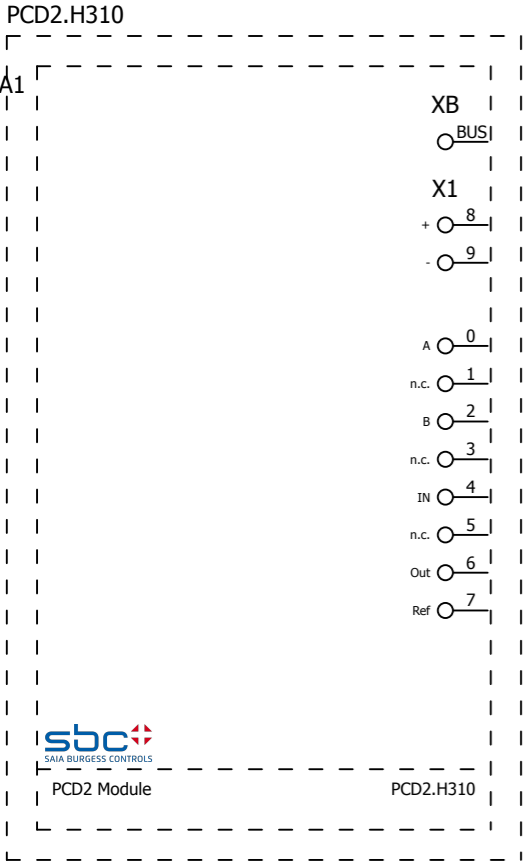 PCD2.H310
A1
XB
BUS
X1
+ 8
- 9
A 0
n.c. 1
B 2
n.c. 3
IN 4
n.c. 5
Out 6
Ref 7
sbc
SAIA BURGESS CONTROLS
PCD2 Module PCD2.H310